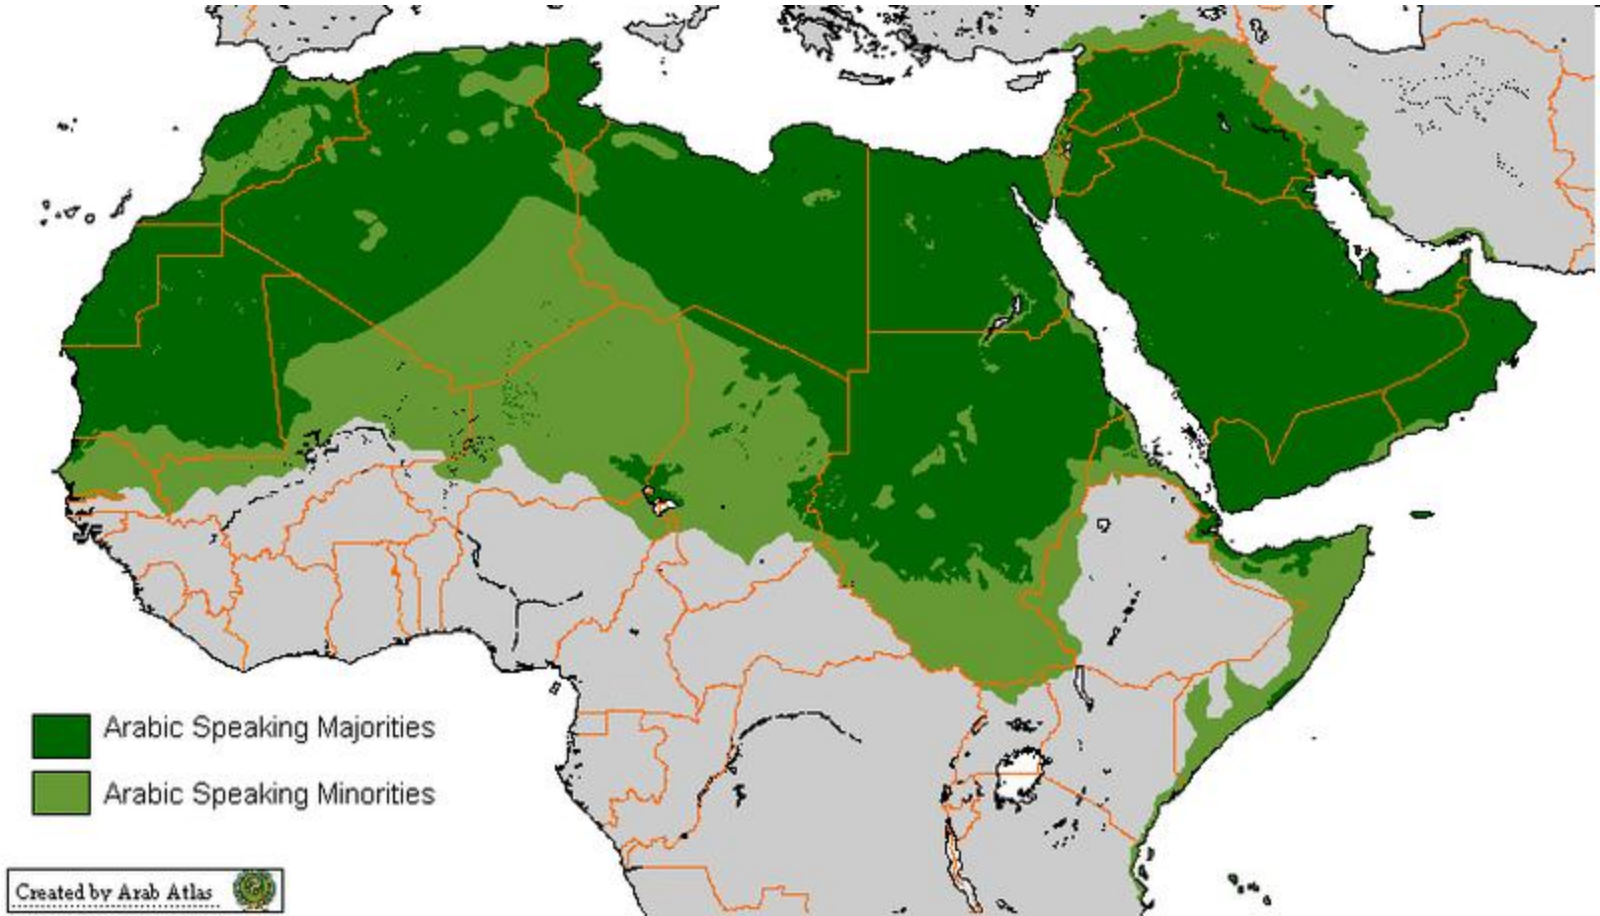 Arabic Speaking Majorities
Arabic Speaking Minorities
Created by Arab Atlas